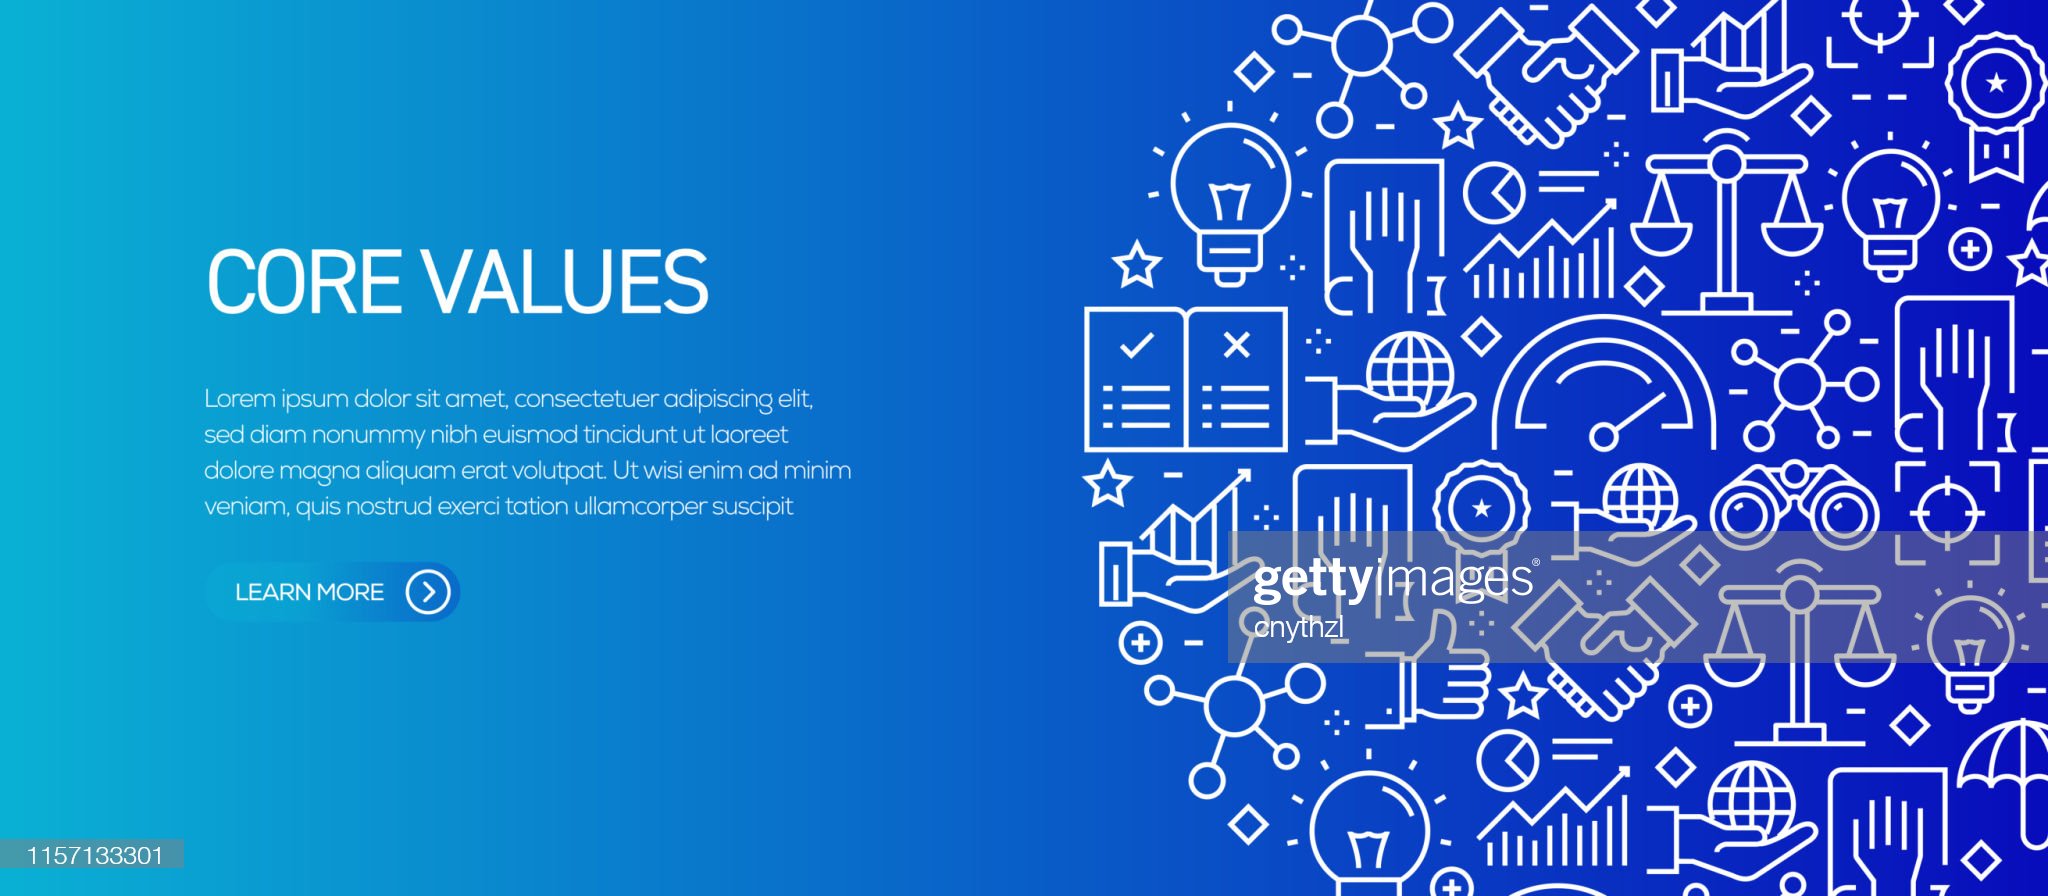 CORE VALUES
Lorem ipsum dolor sit amet, consectetuer adipiscing elit,
sed diam nonummy nibh euismod tincidunt ut laoreet
dolore magna aliquam erat volutpat. Ut wisi enim ad minim
veniam, quis nostrud exerci tation ullamcorper suscipit
LEARN MORE
gettyimages®
cnythzl
1157133301